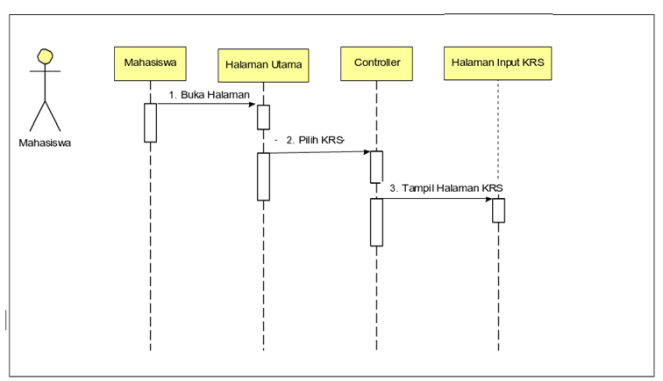 Mahasiswa
Halaman Utama
Controller
Halaman Input KRS
1. Buka Halaman
Mahasiswa
2. Pilih KRS
3. Tampil Halaman KRS